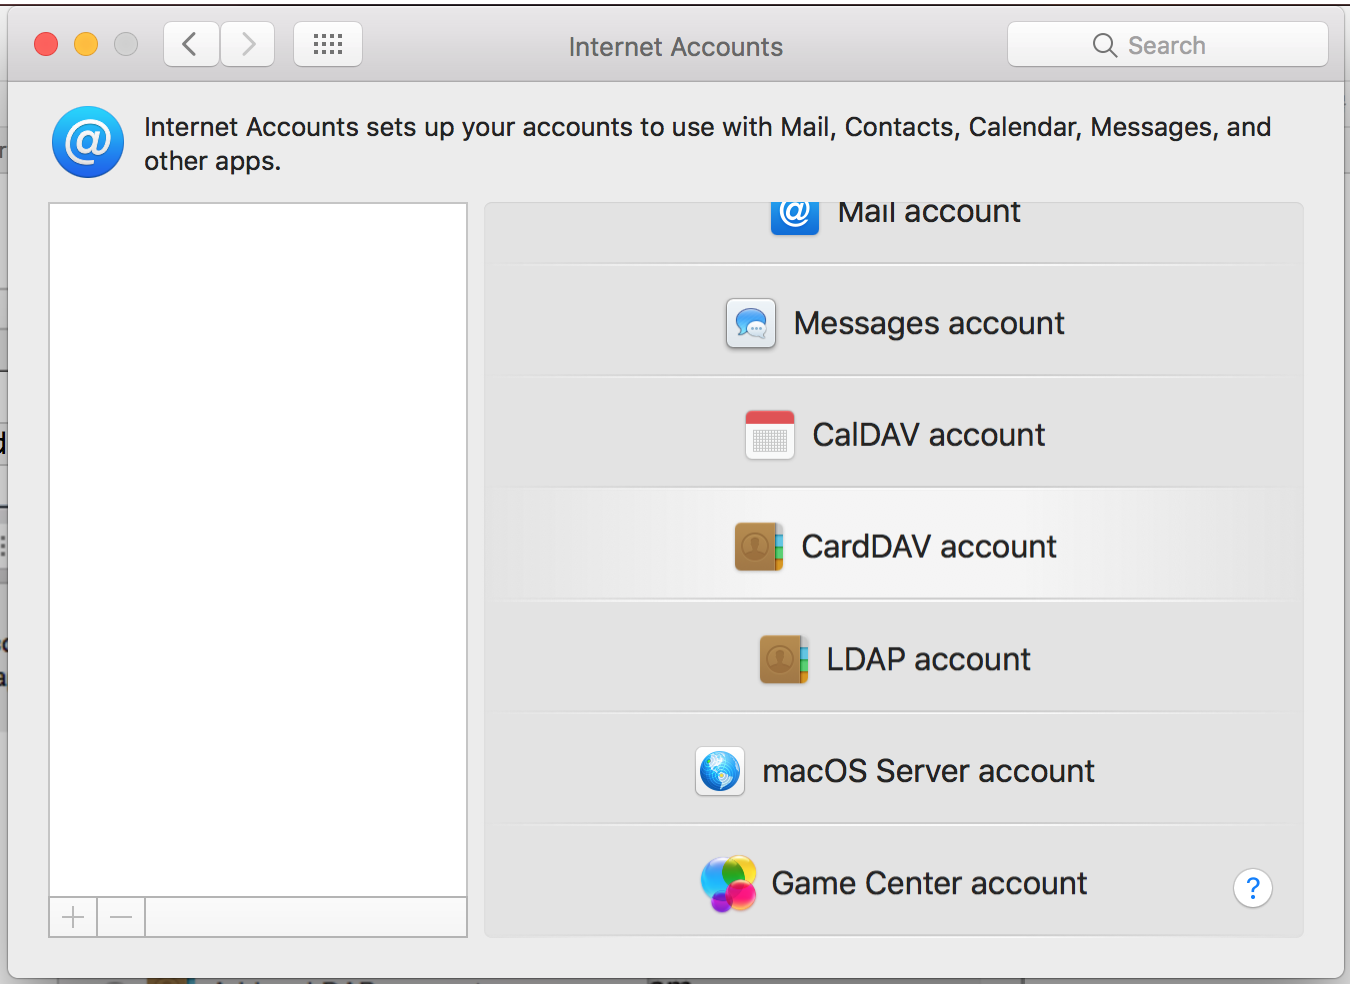 Internet Accounts
Search
Internet Accounts sets up your accounts to use with Mail, Contacts, Calendar, Messages, and
other apps.
Mail account
Messages account
CalDAV account
CardDAV account
LDAP account
macOS Server account
Game Center account
?